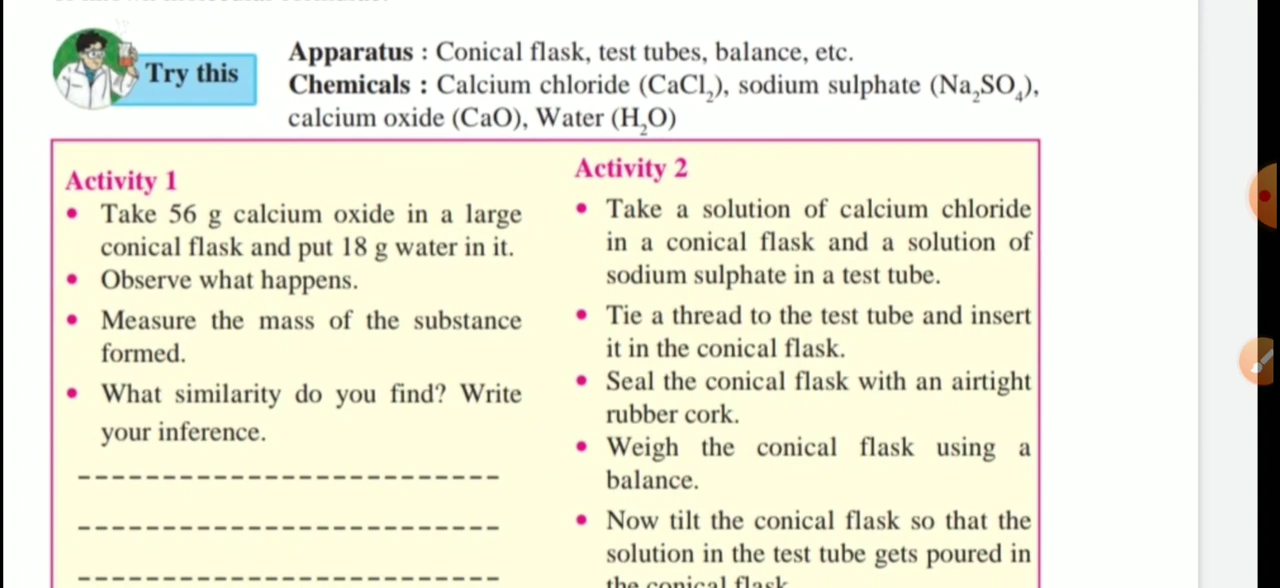 Try this
Apparatus : Conical flask, test tubes, balance, etc.
Chemicals : Calcium chloride (CaCl₂), sodium sulphate (Na₂SO₄),
calcium oxide (CaO), Water (H₂O)
Activity 1
• Take 56 g calcium oxide in a large
conical flask and put 18 g water in it.
• Observe what happens.
• Measure the mass of the substance
formed.
• What similarity do you find? Write
your inference.
Activity 2
• Take a solution of calcium chloride
in a conical flask and a solution of
sodium sulphate in a test tube.
• Tie a thread to the test tube and insert
it in the conical flask.
• Seal the conical flask with an airtight
rubber cork.
• Weigh the conical flask using a
balance.
• Now tilt the conical flask so that the
solution in the test tube gets poured in
the conical flask